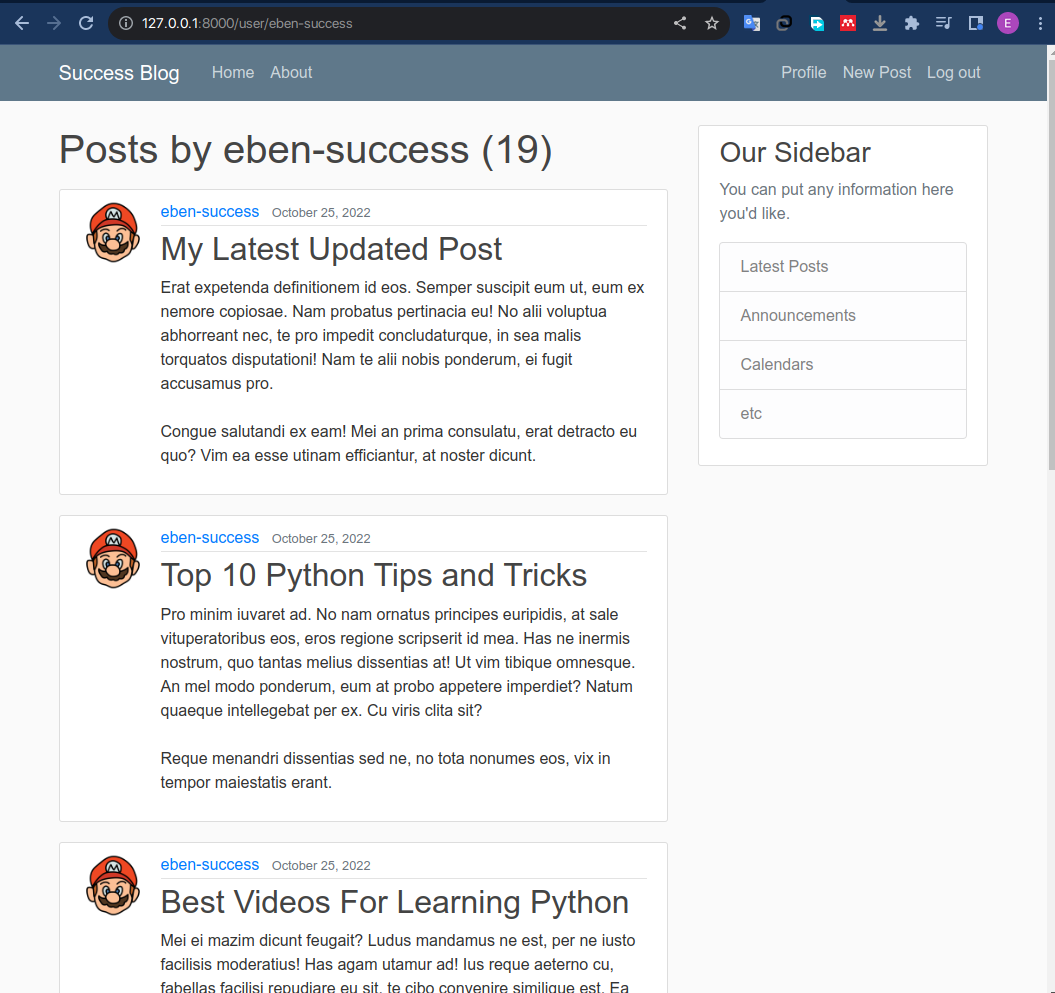 127.0.0.1:8000/user/eben-success
E
Success Blog Home About Profile New Post Log out
Posts by eben-success (19)
eben-success October 25, 2022
My Latest Updated Post
Erat expetenda definitionem id eos. Semper suscipit eum ut, eum ex
nemore copiosae. Nam probatus pertinacia eu! No alii voluptua
abhorreant nec, te pro impedit concludaturque, in sea malis
torquatos disputationi! Nam te alii nobis ponderum, ei fugit
accusamus pro.
Congue salutandi ex eam! Mei an prima consulatu, erat detracto eu
quo? Vim ea esse utinam efficiantur, at noster dicunt.
eben-success October 25, 2022
Top 10 Python Tips and Tricks
Pro minim iuvaret ad. No nam ornatus principes euripidis, at sale
vituperatoribus eos, eros regione scripserit id mea. Has ne inermis
nostrum, quo tantas melius dissentias at! Ut vim tibique omnesque.
An mel modo ponderum, eum at probo appetere imperdiet? Natum
quaeque intellegebat per ex. Cu viris clita sit?
Reque menandri dissentias sed ne, no tota nonumes eos, vix in
tempor maiestatis erant.
eben-success October 25, 2022
Best Videos For Learning Python
Mei ei mazim dicunt feugait? Ludus mandamus ne est, per ne iusto
facilisis moderatius! Has agam utamur ad! Ius reque aeterno cu,
fabellas facilisi repudiare eu sit, te cibo convenire similique est. Ea
Our Sidebar
You can put any information here
you'd like.
Latest Posts
Announcements
Calendars
etc